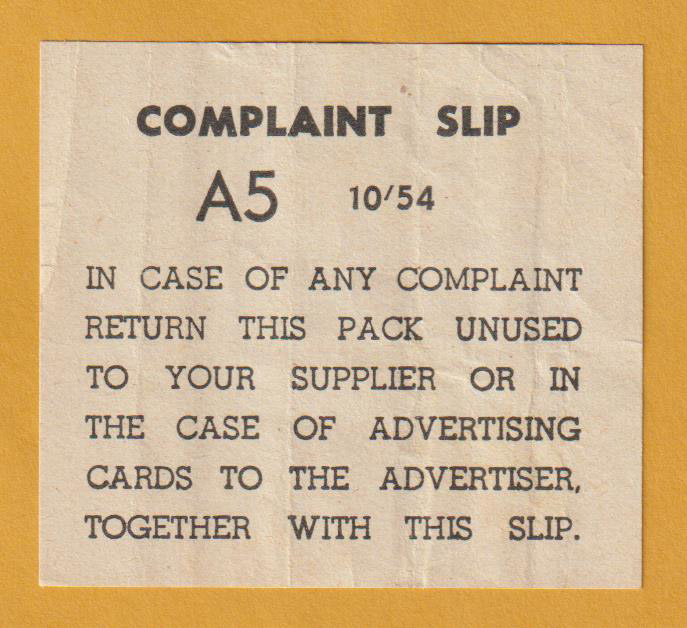 COMPLAINT SLIP
A5 10'54
IN CASE OF ANY COMPLAINT
RETURN THIS PACK UNUSED
TO YOUR SUPPLIER OR IN
THE CASE OF ADVERTISING
CARDS TO THE ADVERTISER,
TOGETHER WITH THIS SLIP.